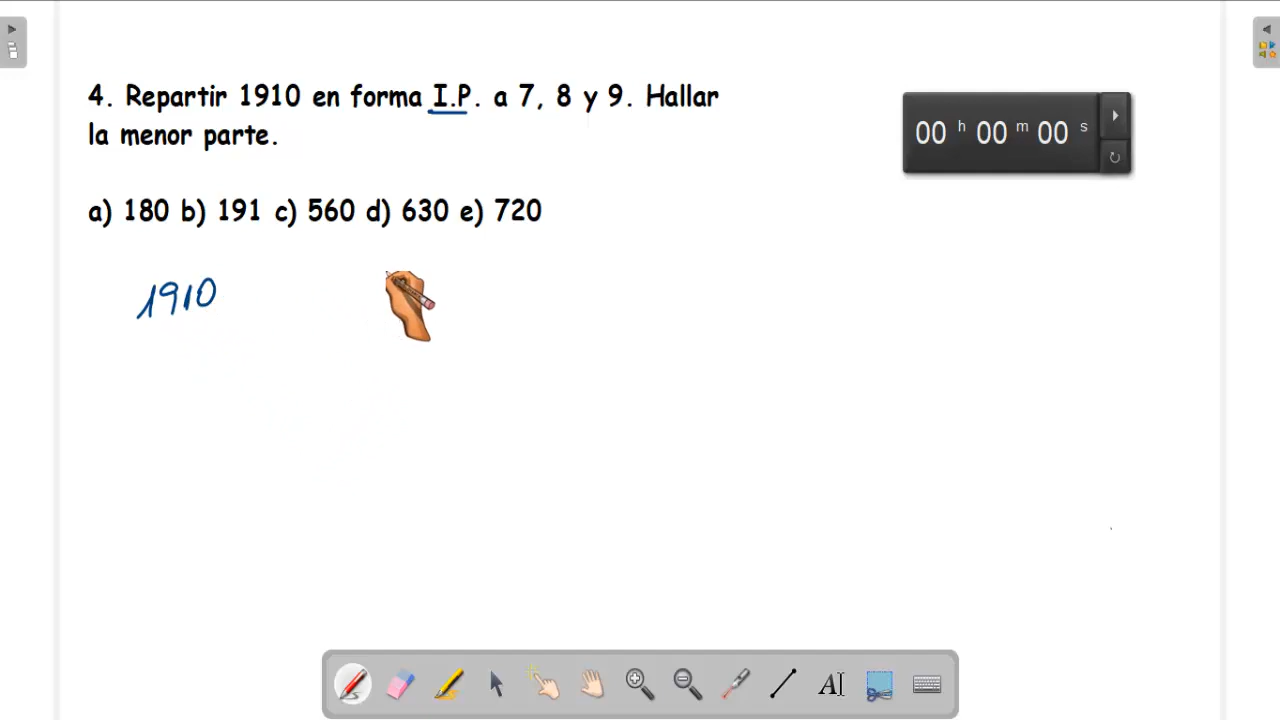 4. Repartir 1910 en forma I.P. a 7, 8 y 9. Hallar
la menor parte.
00 h 00 m 00 s
a) 180 b) 191 c) 560 d) 630 e) 720
1910
AI